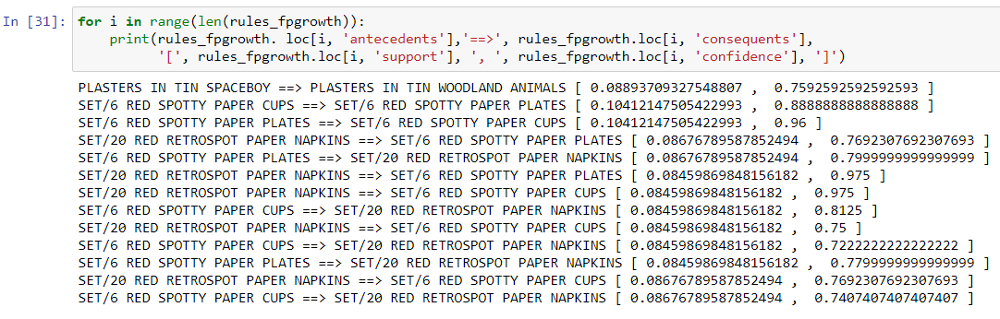 In [31]: for i in range(len(rules_fpgrowth)):
print(rules_fpgrowth. loc[i, 'antecedents'],'==>', rules_fpgrowth.loc[i, 'consequents'],
'[', rules_fpgrowth.loc[i, 'support'], ', ', rules_fpgrowth.loc[i, 'confidence'], ']')
PLASTERS IN TIN SPACEBOY ==> PLASTERS IN TIN WOODLAND ANIMALS [ 0.08893709327548807 ,  0.7592592592592593 ]
SET/6 RED SPOTTY PAPER CUPS ==> SET/6 RED SPOTTY PAPER PLATES [ 0.10412147505422993 ,  0.8888888888888888 ]
SET/6 RED SPOTTY PAPER PLATES ==> SET/6 RED SPOTTY PAPER CUPS [ 0.10412147505422993 ,  0.96 ]
SET/20 RED RETROSPOT PAPER NAPKINS ==> SET/6 RED SPOTTY PAPER PLATES [ 0.08676789587852494 ,  0.7692307692307693 ]
SET/6 RED SPOTTY PAPER PLATES ==> SET/20 RED RETROSPOT PAPER NAPKINS [ 0.08676789587852494 ,  0.7999999999999999 ]
SET/20 RED RETROSPOT PAPER NAPKINS ==> SET/6 RED SPOTTY PAPER PLATES [ 0.08459869848156182 ,  0.975 ]
SET/20 RED RETROSPOT PAPER NAPKINS ==> SET/6 RED SPOTTY PAPER CUPS [ 0.08459869848156182 ,  0.975 ]
SET/6 RED SPOTTY PAPER CUPS ==> SET/20 RED RETROSPOT PAPER NAPKINS [ 0.08459869848156182 ,  0.8125 ]
SET/20 RED RETROSPOT PAPER NAPKINS ==> SET/6 RED SPOTTY PAPER CUPS [ 0.08459869848156182 ,  0.75 ]
SET/6 RED SPOTTY PAPER CUPS ==> SET/20 RED RETROSPOT PAPER NAPKINS [ 0.08459869848156182 ,  0.7222222222222222 ]
SET/6 RED SPOTTY PAPER PLATES ==> SET/20 RED RETROSPOT PAPER NAPKINS [ 0.08459869848156182 ,  0.7799999999999999 ]
SET/20 RED RETROSPOT PAPER NAPKINS ==> SET/6 RED SPOTTY PAPER CUPS [ 0.08676789587852494 ,  0.7692307692307693 ]
SET/6 RED SPOTTY PAPER CUPS ==> SET/20 RED RETROSPOT PAPER NAPKINS [ 0.08676789587852494 ,  0.7407407407407407 ]